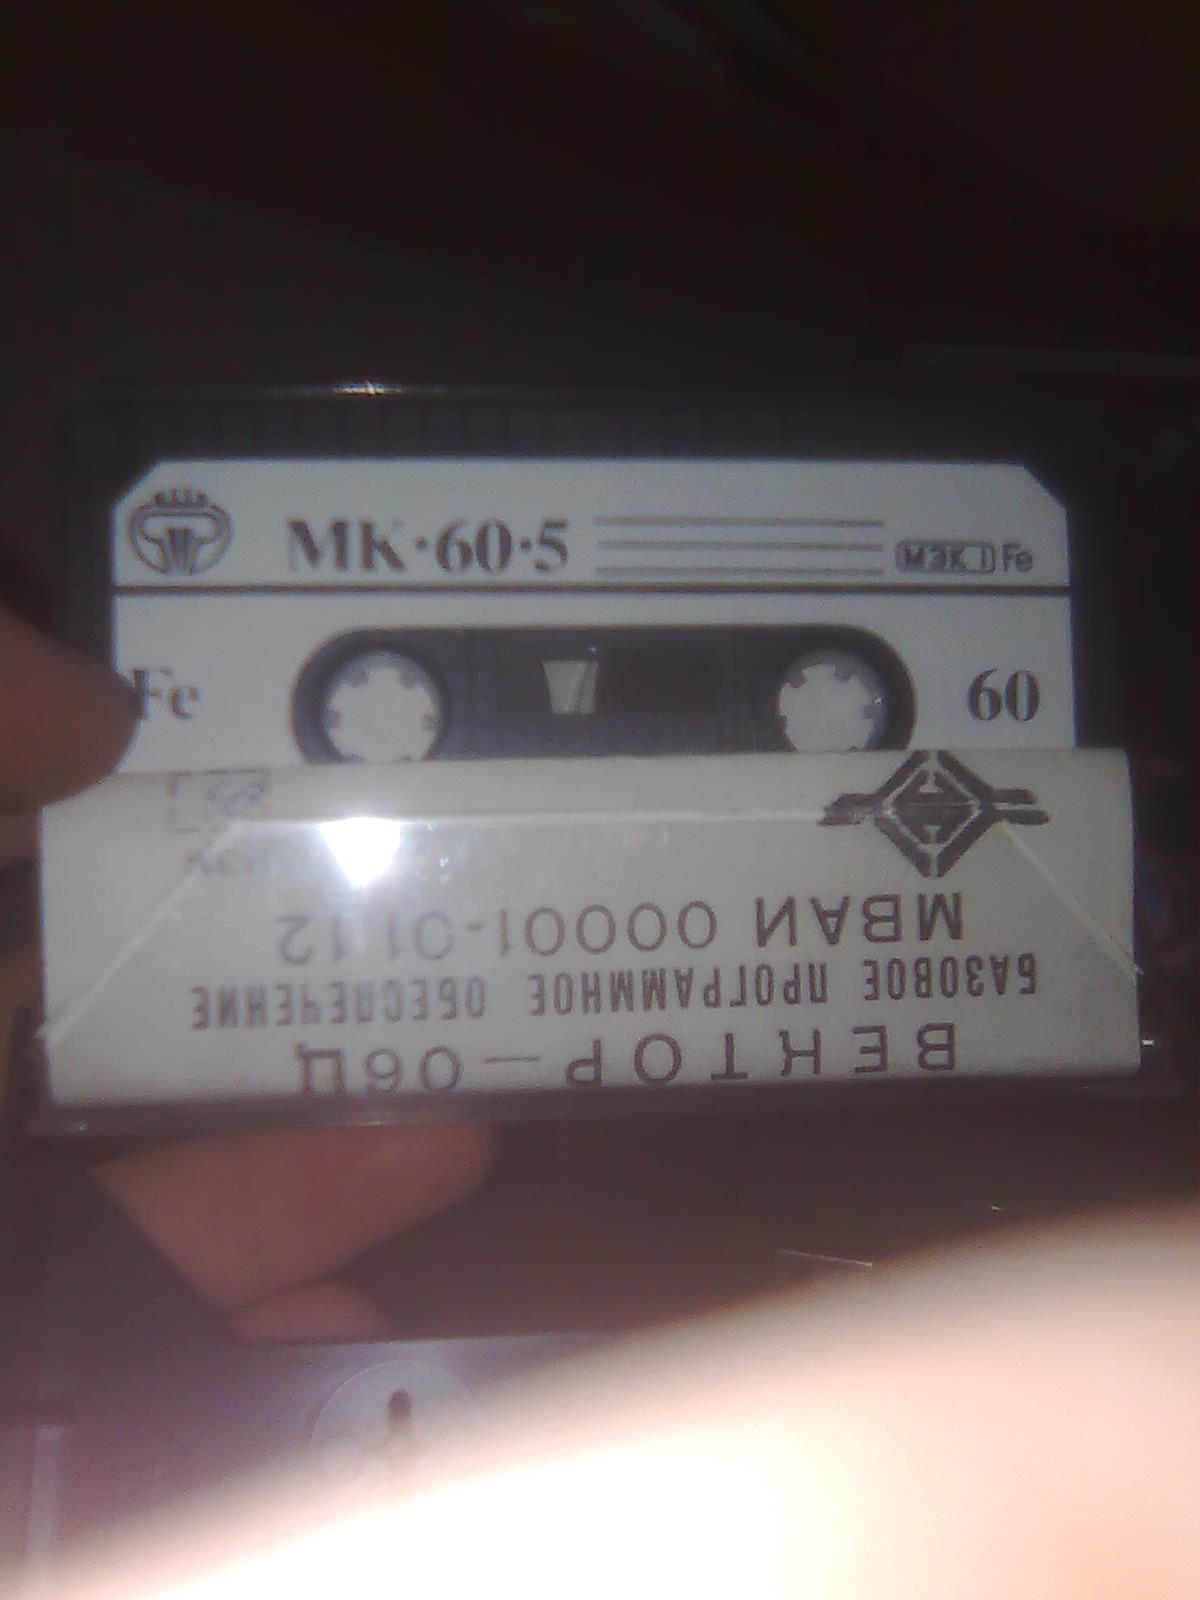 МК·60·5
МЭК I Fe
Fe
60
ВЕКТОР — 06Ц
БАЗОВОЕ ПРОГРАММНОЕ ОБЕСПЕЧЕНИЕ
МВАИ 00001-01 12